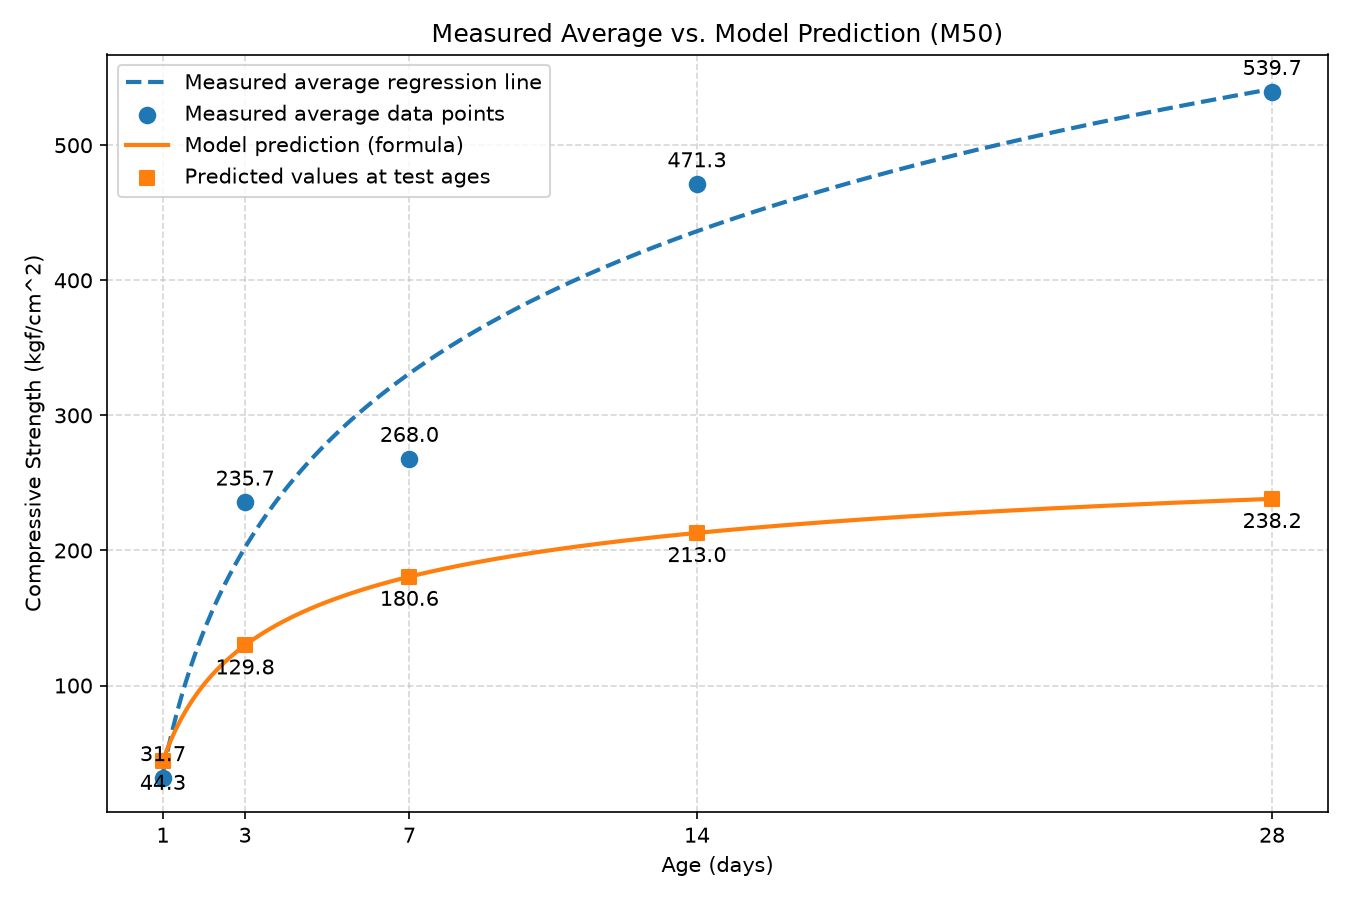 Measured Average vs. Model Prediction (M50)
Measured average regression line
Measured average data points
Model prediction (formula)
Predicted values at test ages
Compressive Strength (kgf/cm^2)
500
400
300
200
100
539.7
471.3
268.0
235.7
31.7
44.3
129.8
180.6
213.0
238.2
1 3 7 14 28
Age (days)